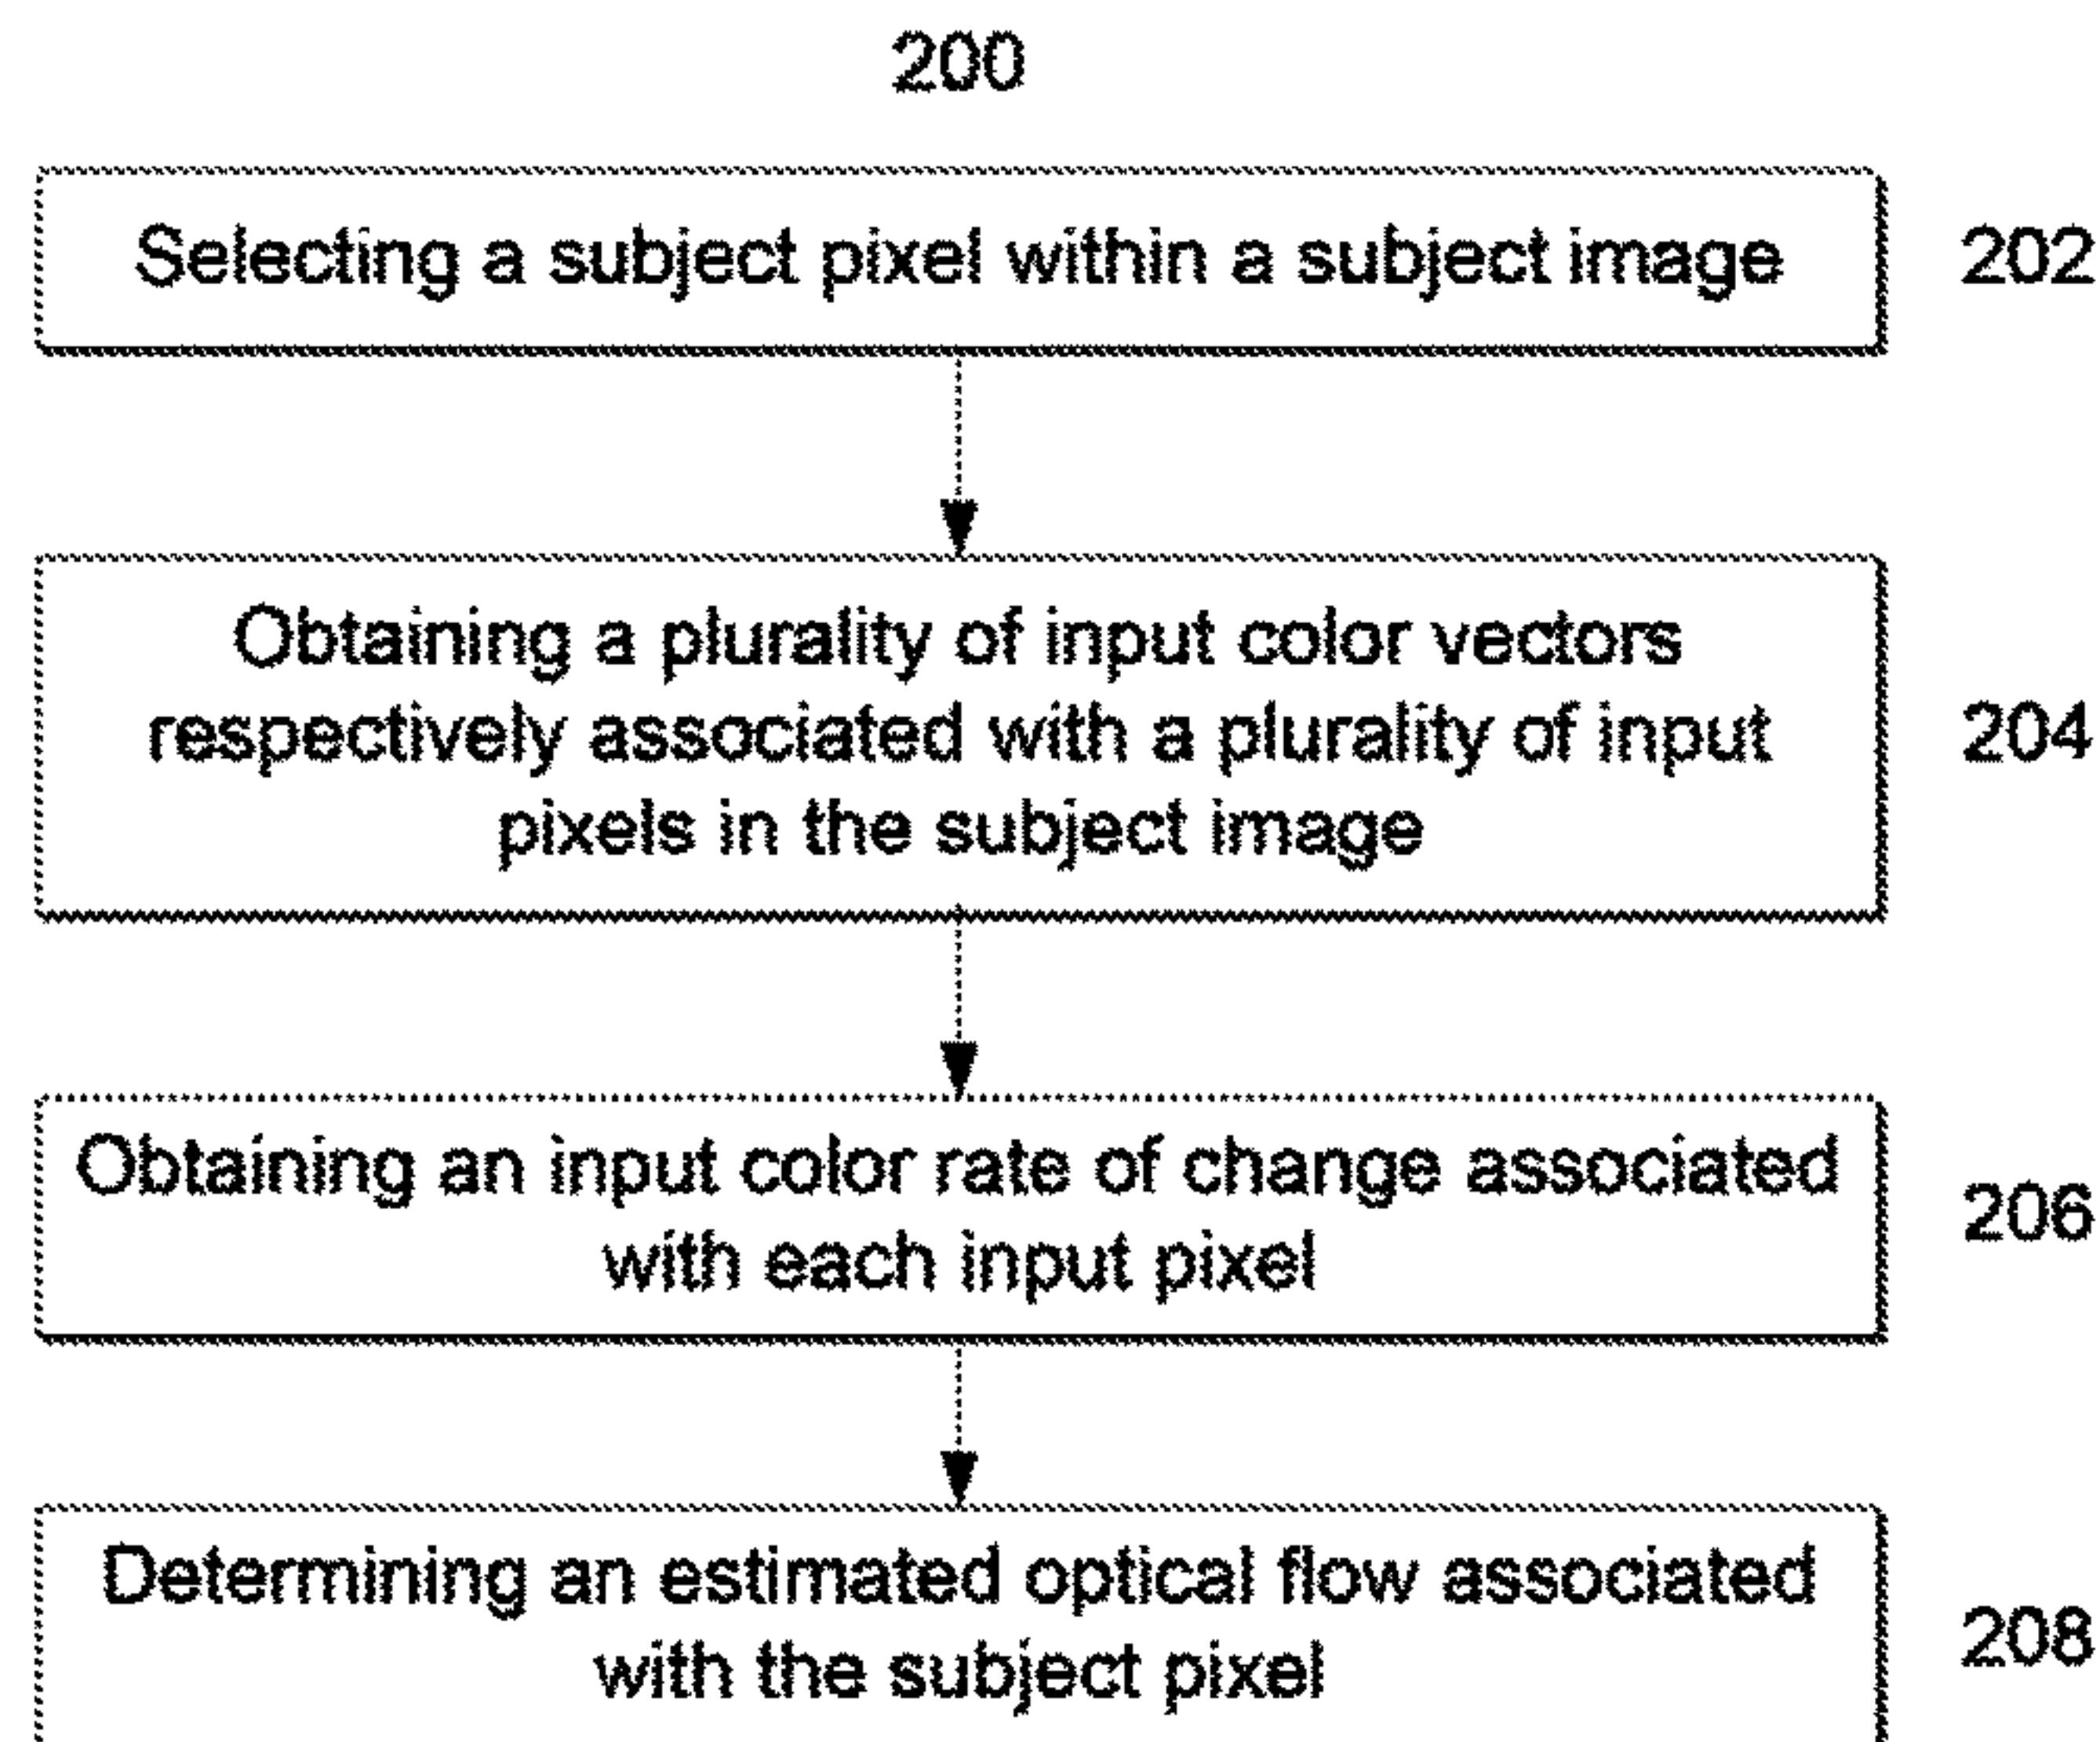 200
Selecting a subject pixel within a subject image
202
Obtaining a plurality of input color vectors
respectively associated with a plurality of input
pixels in the subject image
204
Obtaining an input color rate of change associated
with each input pixel
206
Determining an estimated optical flow associated
with the subject pixel
208